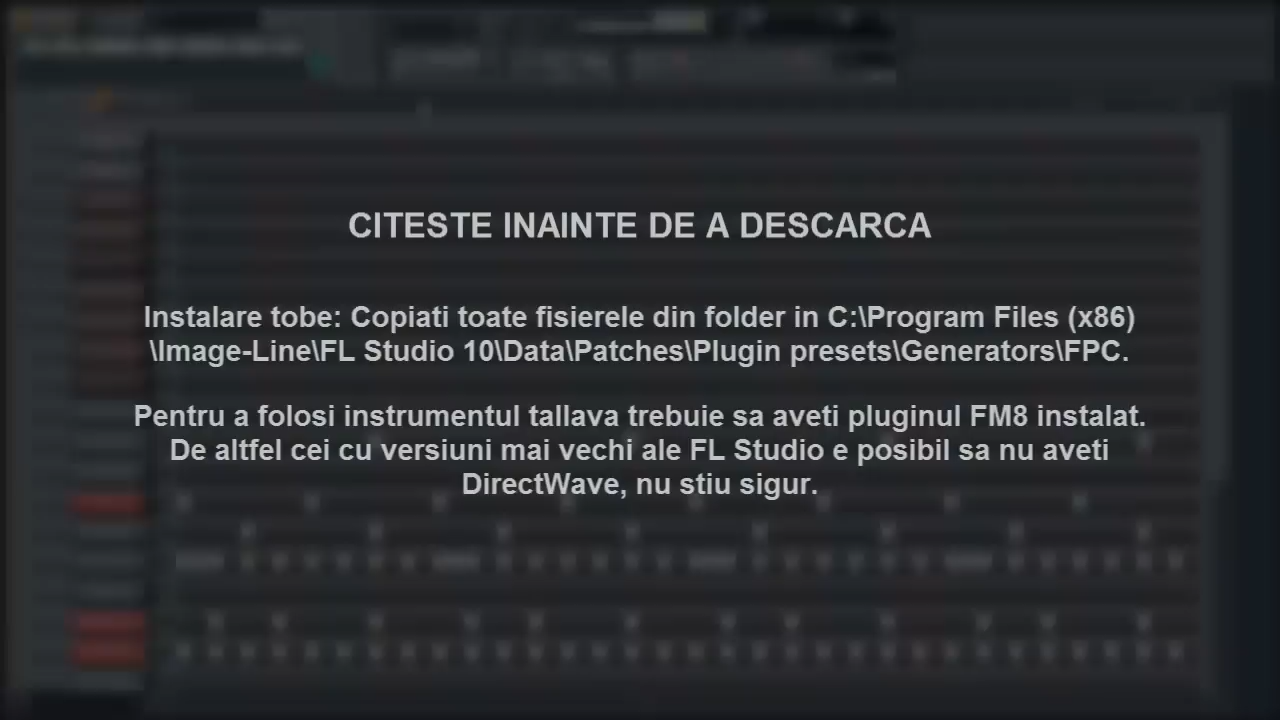 CITESTE INAINTE DE A DESCARCA
Instalare tobe: Copiati toate fisierele din folder in C:\Program Files (x86)
\Image-Line\FL Studio 10\Data\Patches\Plugin presets\Generators\FPC.
Pentru a folosi instrumentul tallava trebuie sa aveti pluginul FM8 instalat.
De altfel cei cu versiuni mai vechi ale FL Studio e posibil sa nu aveti
DirectWave, nu stiu sigur.